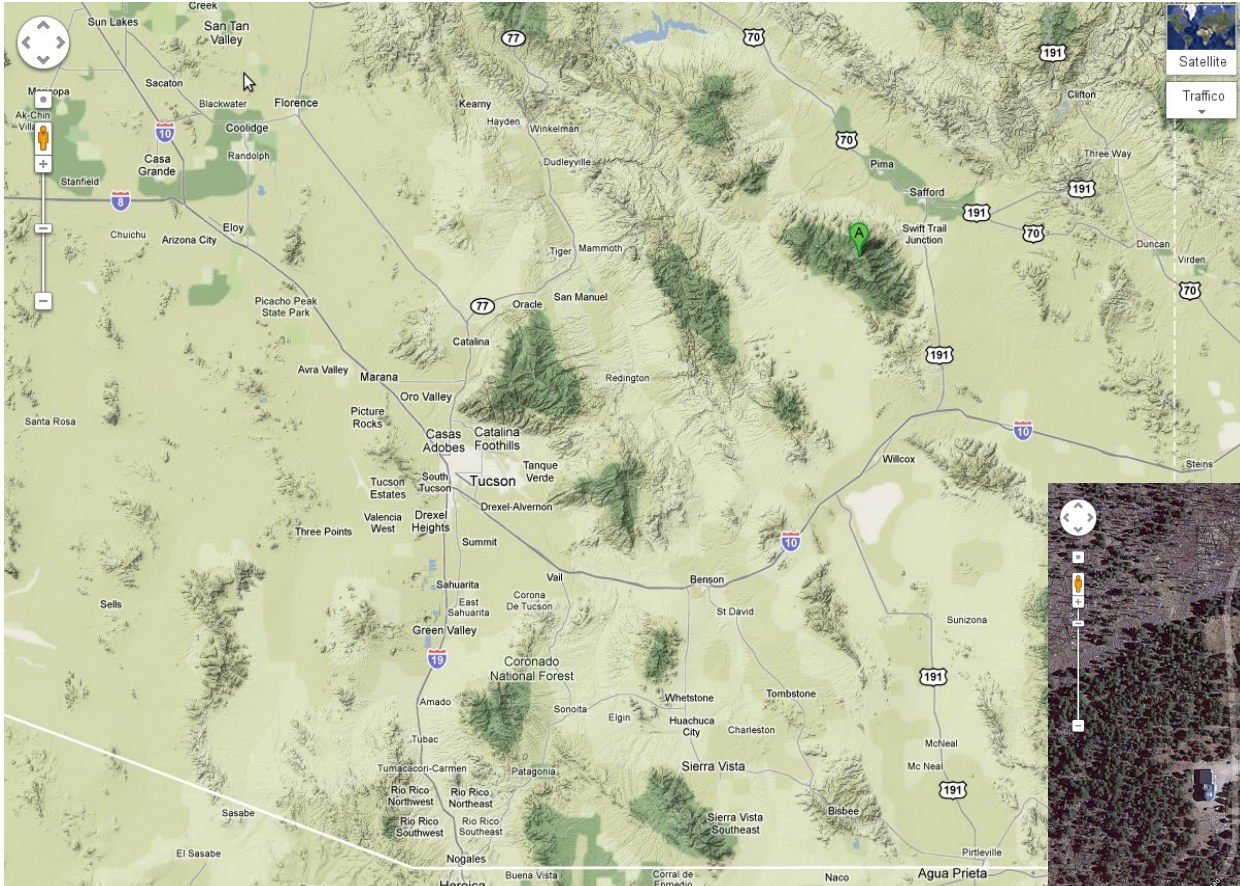 Creek
Sun Lakes
San Tan
Valley
77
70
191
Satellite
Traffico
Sacaton
Maricopa
Blackwater
Florence
Kearny
Clifton
Ak-Chin
10
Coolidge
Hayden
Winkelman
70
Casa
Grande
Randolph
Dudleyville
Pima
Three Way
Stanfield
8
Safford
191
191
Chuichu
Arizona City
Eloy
Swift Trail
Junction
70
A
Tiger
Mammoth
Duncan
Virden
70
Picacho Peak
State Park
77
Oracle
San Manuel
Catalina
191
Avra Valley
Marana
Redington
Oro Valley
Picture
Rocks
Santa Rosa
Casas
Adobes
Catalina
Foothills
10
Willcox
Steins
Tucson
Estates
South
Tucson
Tucson
Tanque
Verde
Drexel-Alvernon
Valencia
West
Drexel
Heights
Three Points
Summit
10
Vail
Benson
Sahuarita
Corona
De Tucson
Sells
East
Sahuarita
St David
Sunizona
Green Valley
19
Coronado
National Forest
191
Amado
Sonoita
Elgin
Whetstone
Tombstone
Huachuca
City
Charleston
Tubac
McNeal
Mc Neal
Tumacacori-Carmen
Patagonia
Sierra Vista
Rio Rico
Northwest
Rio Rico
Northeast
191
Sasabe
Rio Rico
Southwest
Rio Rico
Southeast
Sierra Vista
Southeast
Bisbee
El Sasabe
Nogales
Pirtleville
Heroica
Buena Vista
Corral de
Enmedio
Naco
Agua Prieta